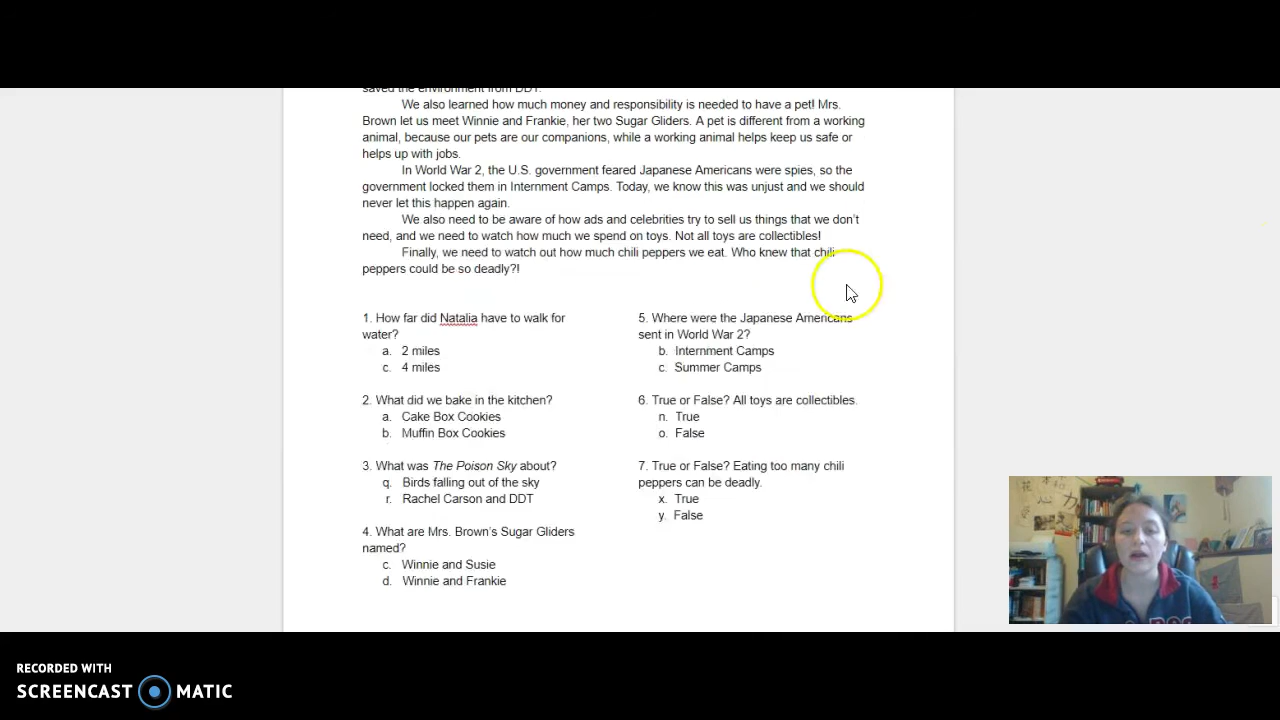 saved the environment from DDT.
We also learned how much money and responsibility is needed to have a pet! Mrs.
Brown let us meet Winnie and Frankie, her two Sugar Gliders. A pet is different from a working
animal, because our pets are our companions, while a working animal helps keep us safe or
helps up with jobs.
In World War 2, the U.S. government feared Japanese Americans were spies, so the
government locked them in Internment Camps. Today, we know this was unjust and we should
never let this happen again.
We also need to be aware of how ads and celebrities try to sell us things that we don't
need, and we need to watch how much we spend on toys. Not all toys are collectibles!
Finally, we need to watch out how much chili peppers we eat. Who knew that chili
peppers could be so deadly?!
1. How far did Natalia have to walk for
water?
a. 2 miles
c. 4 miles
2. What did we bake in the kitchen?
a. Cake Box Cookies
b. Muffin Box Cookies
3. What was The Poison Sky about?
q. Birds falling out of the sky
r. Rachel Carson and DDT
4. What are Mrs. Brown's Sugar Gliders
named?
c. Winnie and Susie
d. Winnie and Frankie
5. Where were the Japanese Americans
sent in World War 2?
b. Internment Camps
c. Summer Camps
6. True or False? All toys are collectibles.
n. True
o. False
7. True or False? Eating too many chili
peppers can be deadly.
x. True
y. False
RECORDED WITH
SCREENCAST MATIC